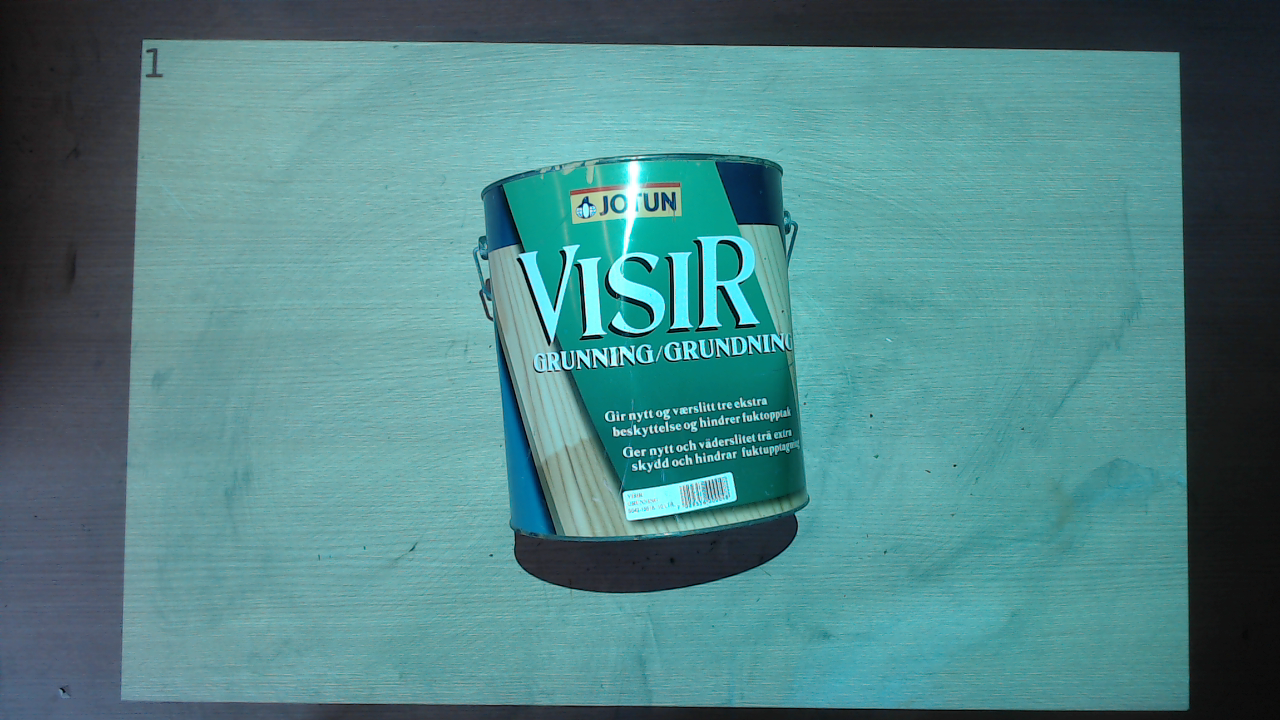 1
JOTUN
VISIR
GRUNNING/GRUNDNING
Gir nytt og værslitt tre ekstra
beskyttelse og hindrer fuktopptak
Ger nytt och väderslitet trä extra
skydd och hindrar fuktupptagning
VISIR